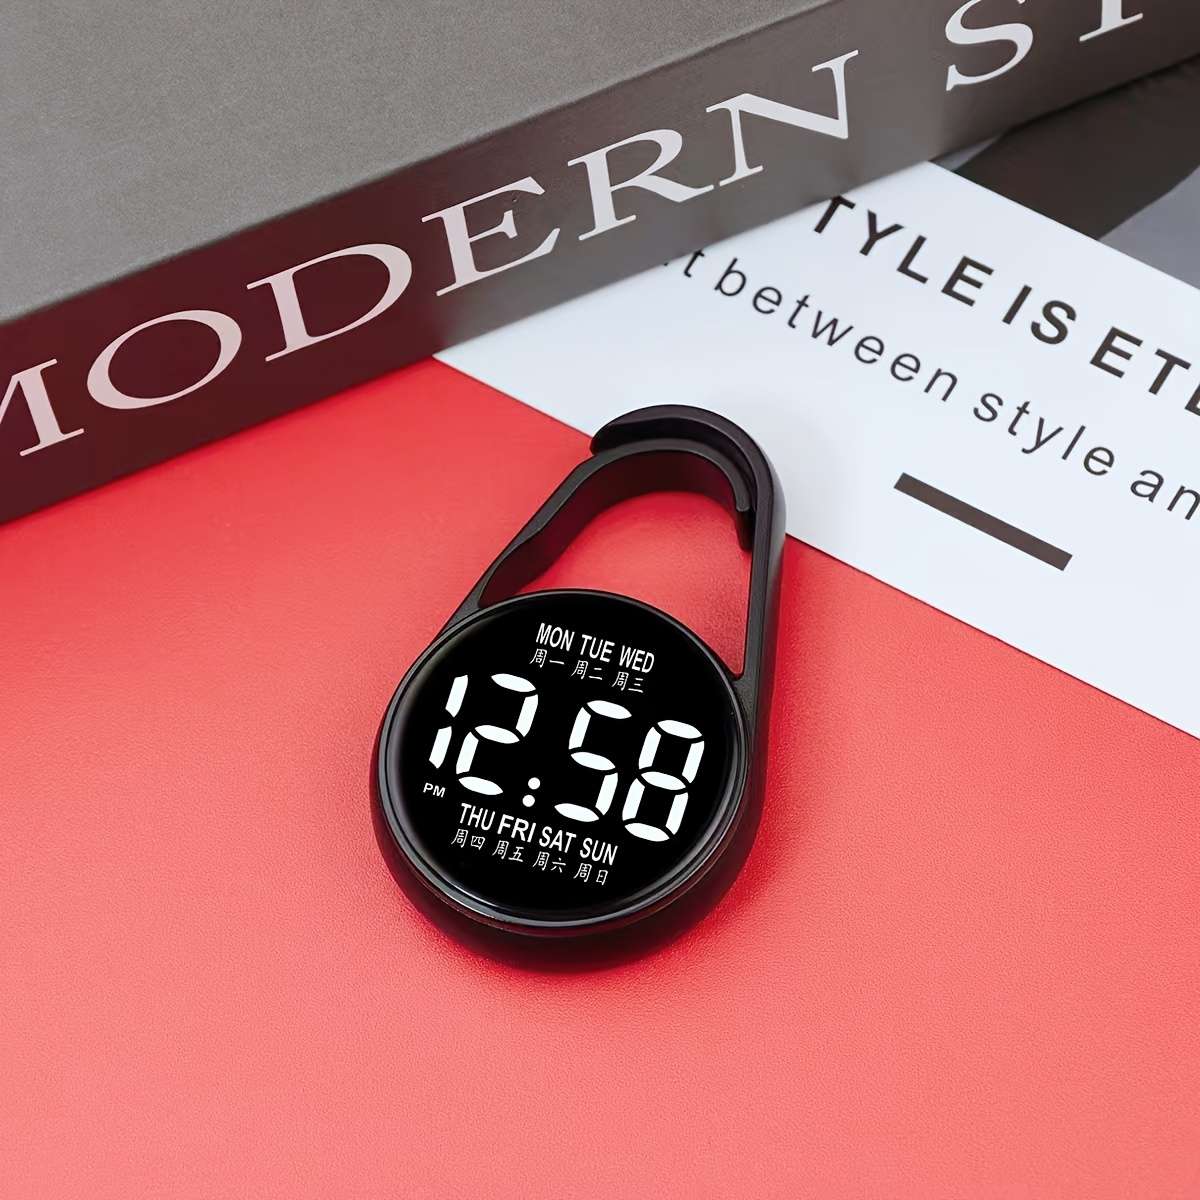 MODERN ST
TYLE IS ETE
t between style an
MON TUE WED
周一 周二 周三
12:58
PM
THU FRI SAT SUN
周四 周五 周六 周日